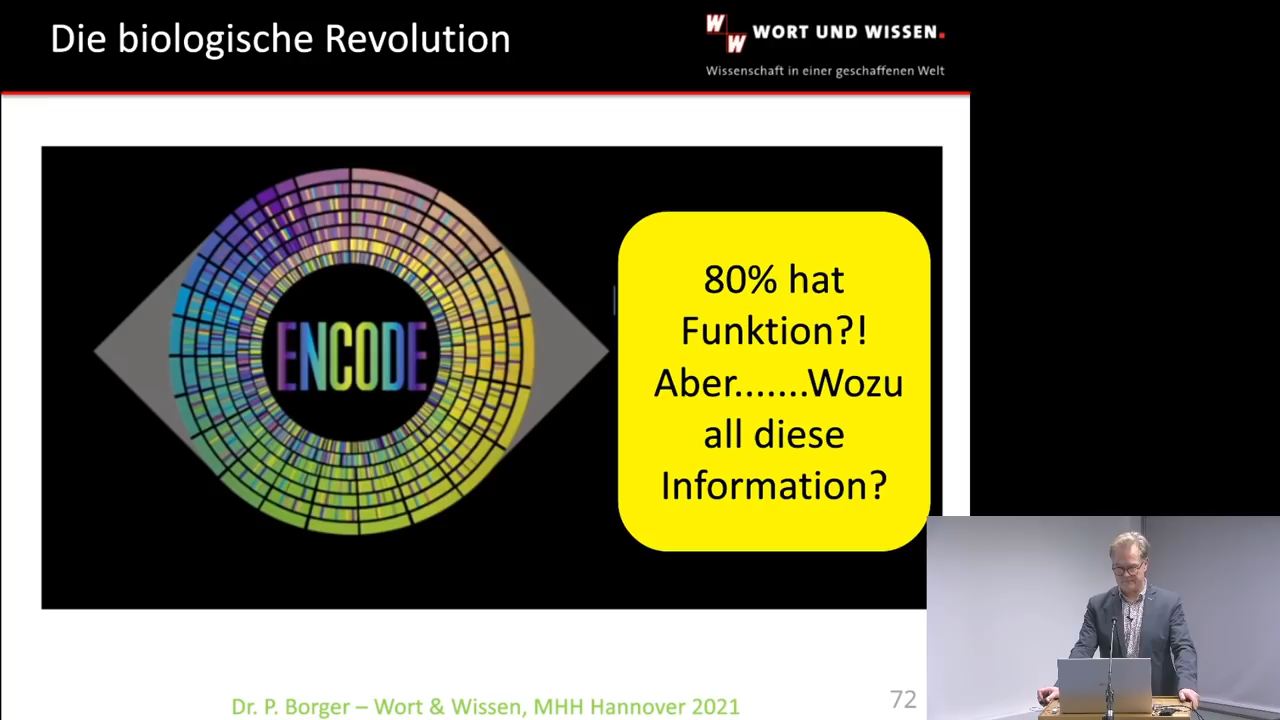 Die biologische Revolution
W W WORT UND WISSEN.
Wissenschaft in einer geschaffenen Welt
ENCODE
80% hat
Funktion?!
Aber.......Wozu
all diese
Information?
Dr. P. Borger – Wort & Wissen, MHH Hannover 2021
72